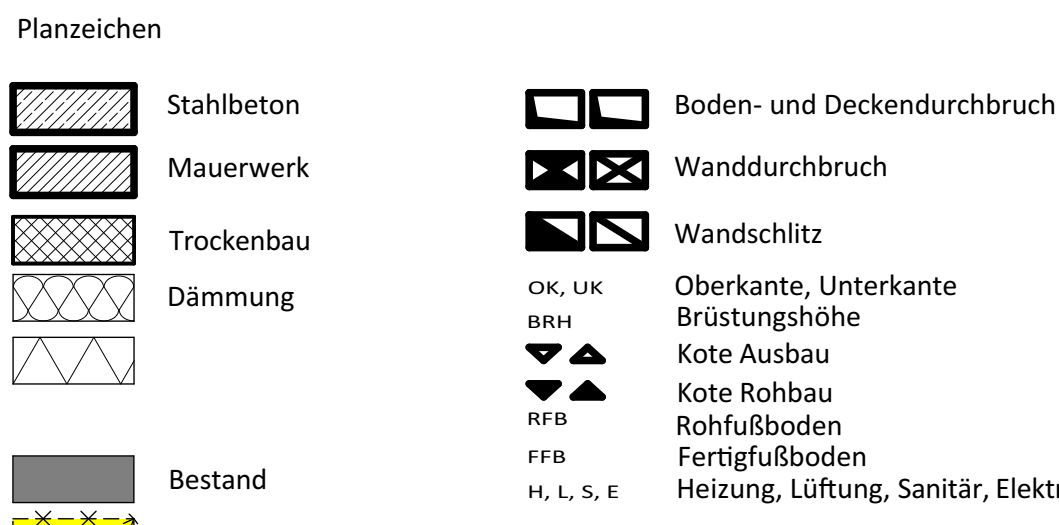 Planzeichen
Stahlbeton
Mauerwerk
Trockenbau
Dämmung
Bestand
Boden- und Deckendurchbruch
Wanddurchbruch
Wandschlitz
OK, UK Oberkante, Unterkante
BRH Brüstungshöhe
Kote Ausbau
Kote Rohbau
RFB Rohfußboden
FFB Fertigfußboden
H, L, S, E Heizung, Lüftung, Sanitär,